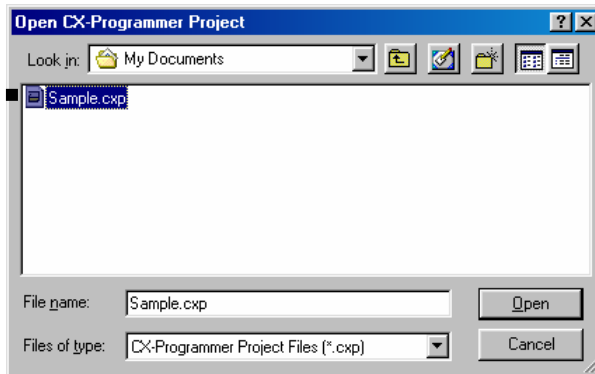 Open CX-Programmer Project
Look in: My Documents
Sample.cxp
File name: Sample.cxp Open
Files of type: CX-Programmer Project Files (*.cxp) Cancel